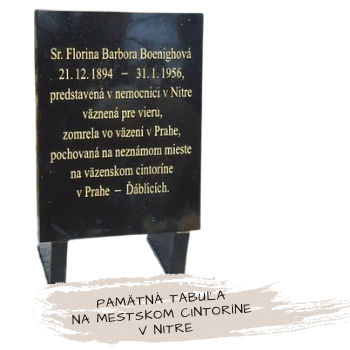 Sr. Florina Barbora Boenighová
21. 12. 1894 – 31. 1. 1956,
predstavená v nemocnici v Nitre
väznená pre vieru,
zomrela vo väzení v Prahe,
pochovaná na neznámom mieste
na väzenskom cintoríne
v Prahe – Ďáblicích.
PAMÄTNÁ TABUĽA
NA MESTSKOM CINTORÍNE
V NITRE